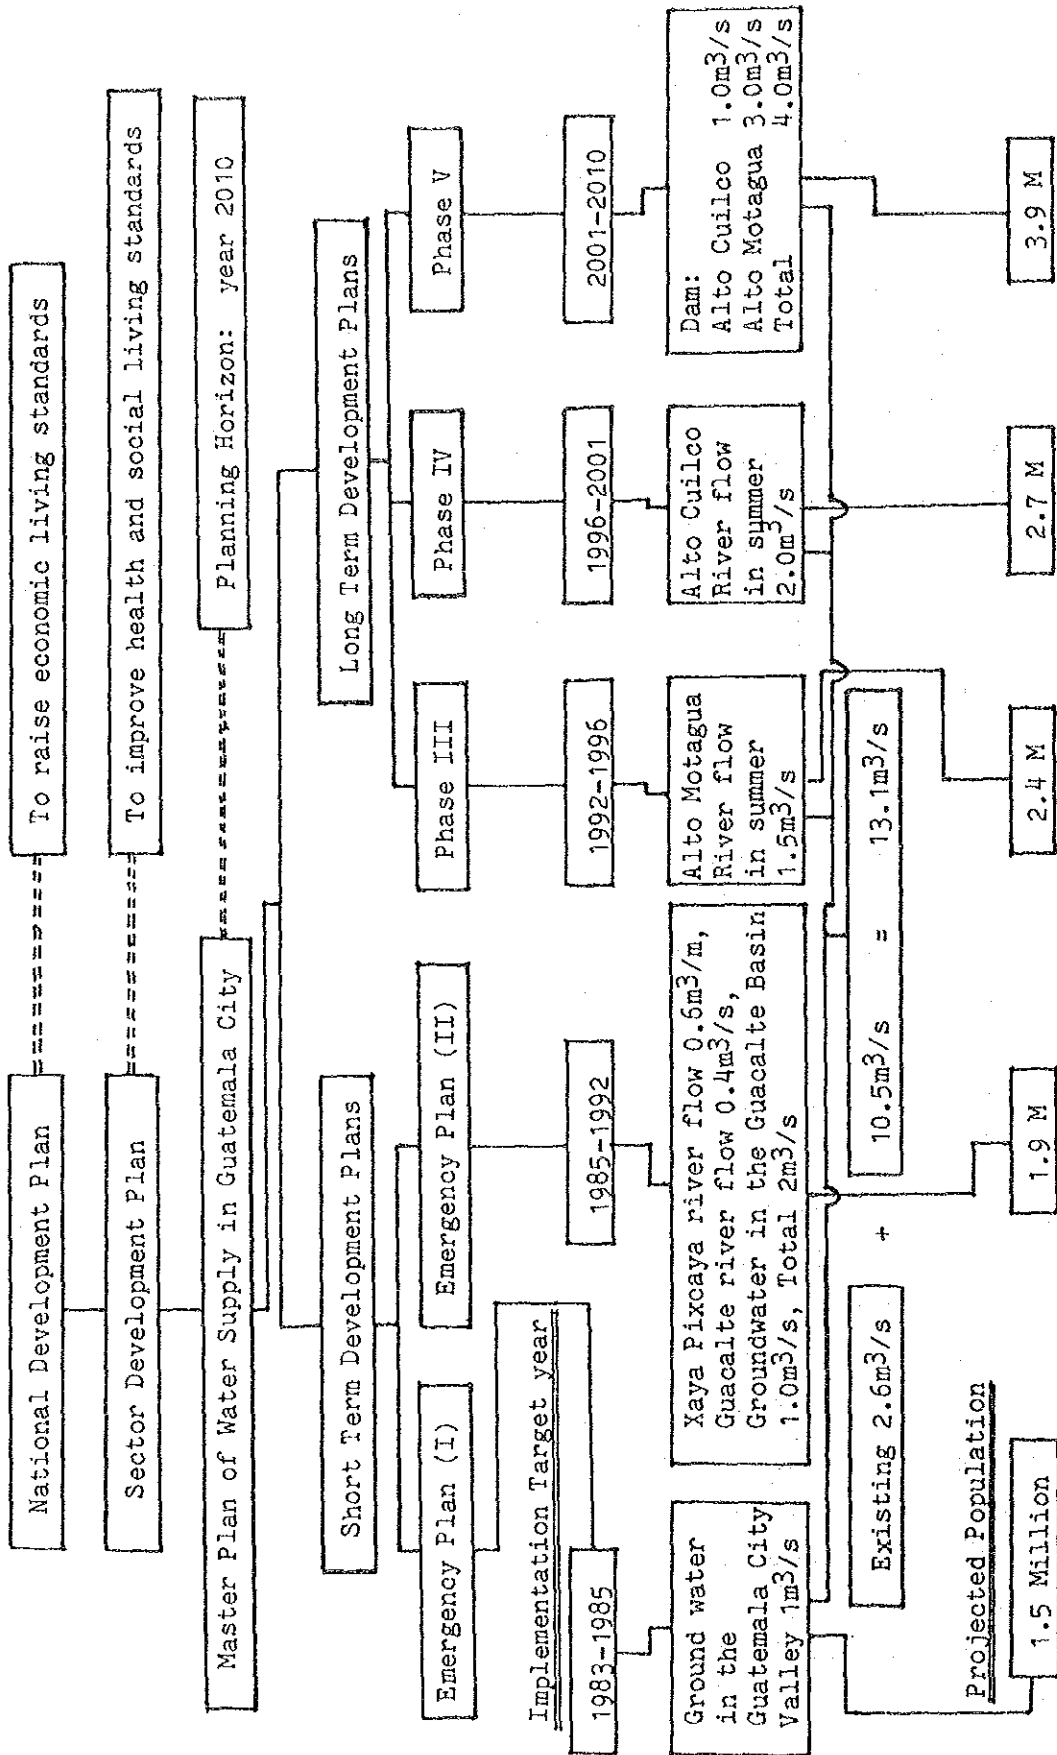 National Development Plan ======== To raise economic living standards
Sector Development Plan ======== To improve health and social living standards
Master Plan of Water Supply in Guatemala City ======== Planning Horizon: year 2010
Short Term Development Plans
Long Term Development Plans
Emergency Plan (I)
Emergency Plan (II)
Phase III
Phase IV
Phase V
Implementation Target year
1983-1985
1985-1992
1992-1996
1996-2001
2001-2010
Ground water
in the
Guatemala City
Valley 1m3/s
Xaya Pixcaya river flow 0.6m3/m,
Guacalte river flow 0.4m3/s,
Groundwater in the Guacalte Basin
1.0m3/s, Total 2m3/s
Alto Motagua
River flow
in summer
1.5m3/s
Alto Cuilco
River flow
in summer
2.0m3/s
Dam:
Alto Cuilco 1.0m3/s
Alto Motagua 3.0m3/s
Total 4.0m3/s
Existing 2.6m3/s + 10.5m3/s = 13.1m3/s
Projected Population
1.5 Million
1.9 M
2.4 M
2.7 M
3.9 M